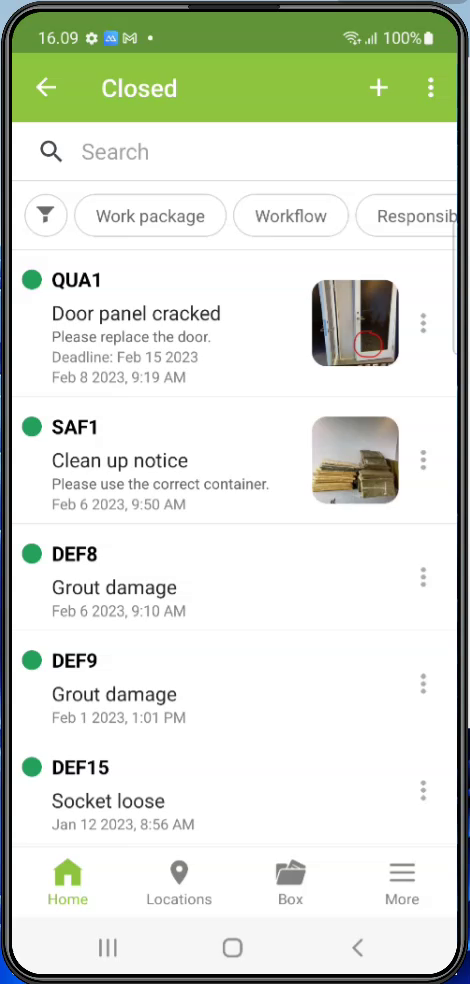 16.09 100%
Closed
Search
Work package Workflow Responsib
QUA1
Door panel cracked
Please replace the door.
Deadline: Feb 15 2023
Feb 8 2023, 9:19 AM
SAF1
Clean up notice
Please use the correct container.
Feb 6 2023, 9:50 AM
DEF8
Grout damage
Feb 6 2023, 9:10 AM
DEF9
Grout damage
Feb 1 2023, 1:01 PM
DEF15
Socket loose
Jan 12 2023, 8:56 AM
Home Locations Box More